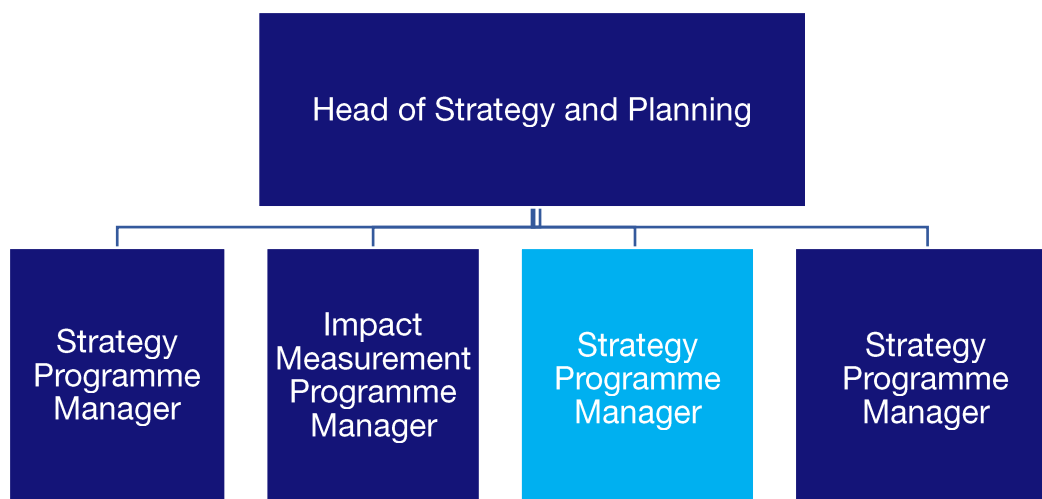 Head of Strategy and Planning
Strategy
Programme
Manager
Impact
Measurement
Programme
Manager
Strategy
Programme
Manager
Strategy
Programme
Manager